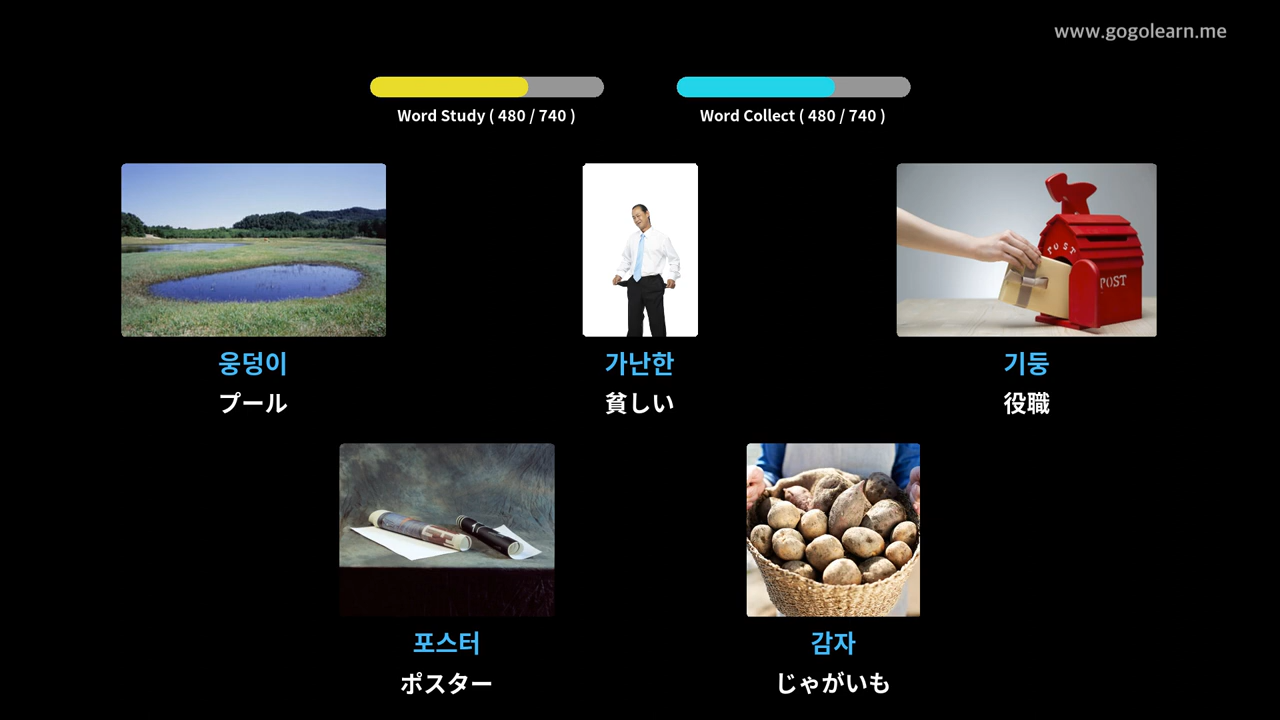 www.gogolearn.me
Word Study ( 480 / 740 )
Word Collect ( 480 / 740 )
POST
POST
웅덩이
プール
가난한
貧しい
기둥
役職
포스터
ポスター
감자
じゃがいも